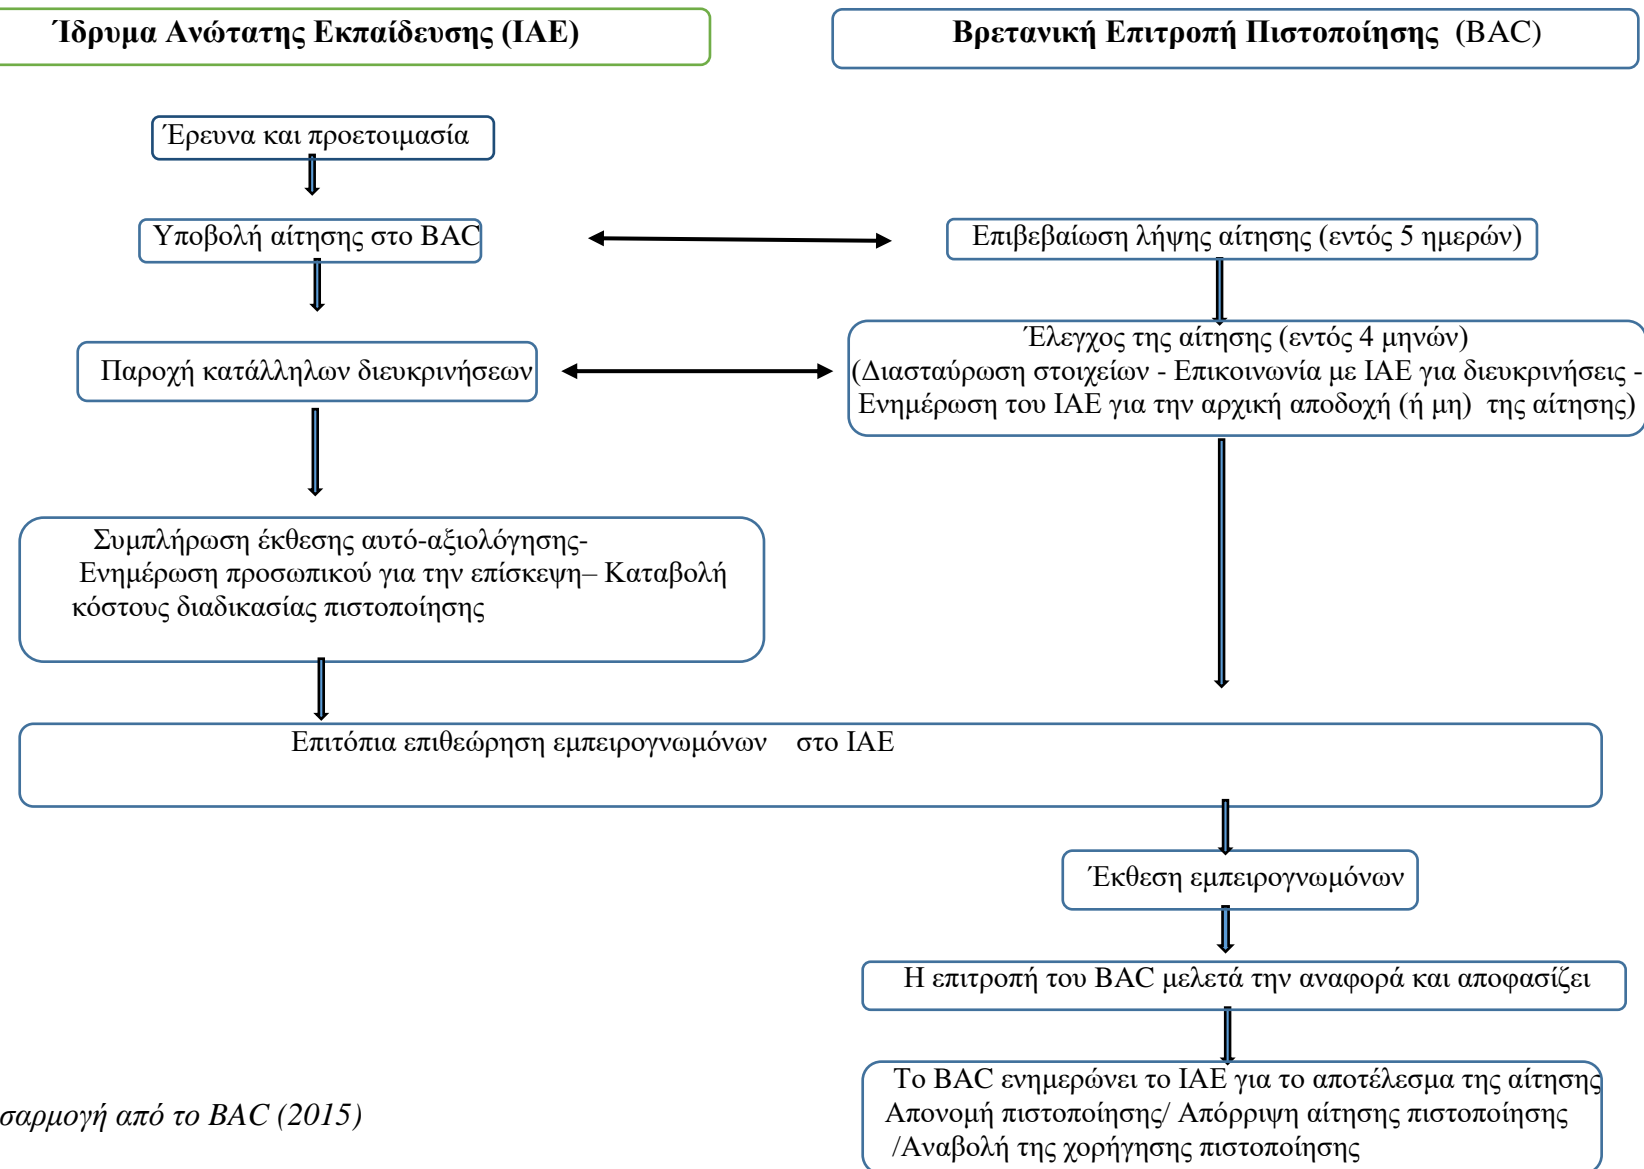 Ίδρυμα Ανώτατης Εκπαίδευσης (ΙΑΕ)
Βρετανική Επιτροπή Πιστοποίησης (BAC)
Έρευνα και προετοιμασία
Υποβολή αίτησης στο BAC
Επιβεβαίωση λήψης αίτησης (εντός 5 ημερών)
Παροχή κατάλληλων διευκρινήσεων
Έλεγχος της αίτησης (εντός 4 μηνών)
(Διασταύρωση στοιχείων - Επικοινωνία με ΙΑΕ για διευκρινήσεις -
Ενημέρωση του ΙΑΕ για την αρχική αποδοχή (ή μη) της αίτησης)
Συμπλήρωση έκθεσης αυτό-αξιολόγησης-
Ενημέρωση προσωπικού για την επίσκεψη– Καταβολή
κόστους διαδικασίας πιστοποίησης
Επιτόπια επιθεώρηση εμπειρογνωμόνων στο ΙΑΕ
Έκθεση εμπειρογνωμόνων
Η επιτροπή του BAC μελετά την αναφορά και αποφασίζει
Το BAC ενημερώνει το ΙΑΕ για το αποτέλεσμα της αίτησης
Απονομή πιστοποίησης/ Απόρριψη αίτησης πιστοποίησης
/Αναβολή της χορήγησης πιστοποίησης
σαρμογή από το BAC (2015)